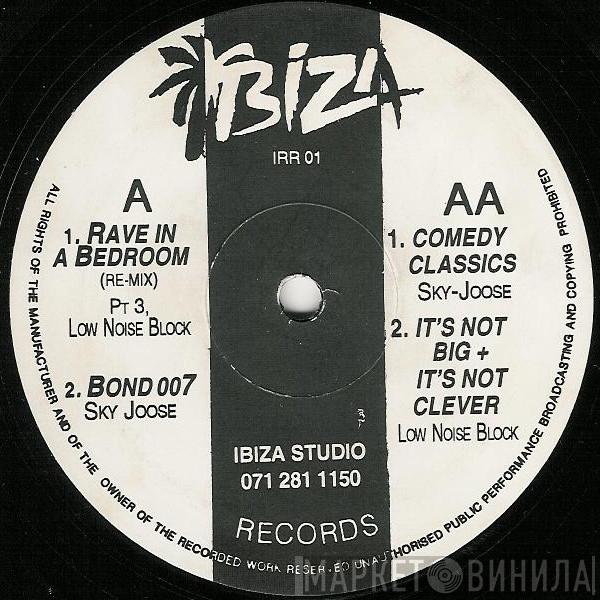 IBIZA
IRR 01
A
1. RAVE IN
A BEDROOM
(RE-MIX)
PT 3,
LOW NOISE BLOCK
2. BOND 007
SKY JOOSE
AA
1. COMEDY
CLASSICS
SKY-JOOSE
2. IT'S NOT
BIG +
IT'S NOT
CLEVER
LOW NOISE BLOCK
IBIZA STUDIO
071 281 1150
RECORDS
ALL RIGHTS OF THE MANUFACTURER AND OF THE OWNER OF THE RECORDED WORK RESERVED UNAUTHORISED PUBLIC PERFORMANCE BROADCASTING AND COPYING PROHIBITED
МАРКЕТ ВИНИЛА